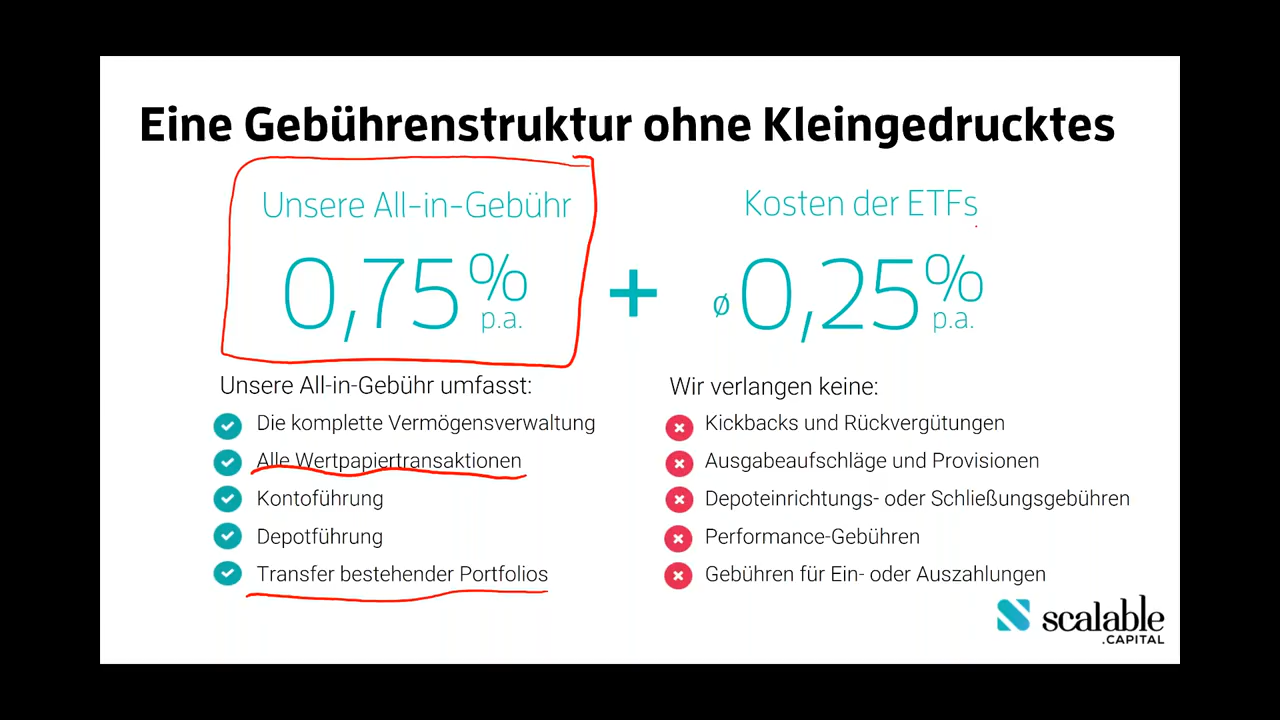 Eine Gebührenstruktur ohne Kleingedrucktes
Unsere All-in-Gebühr
0,75% p.a.
+
Kosten der ETFs
ø 0,25% p.a.
Unsere All-in-Gebühr umfasst:
Die komplette Vermögensverwaltung
Alle Wertpapiertransaktionen
Kontoführung
Depotführung
Transfer bestehender Portfolios
Wir verlangen keine:
Kickbacks und Rückvergütungen
Ausgabeaufschläge und Provisionen
Depoteinrichtungs- oder Schließungsgebühren
Performance-Gebühren
Gebühren für Ein- oder Auszahlungen
scalable
.CAPITAL